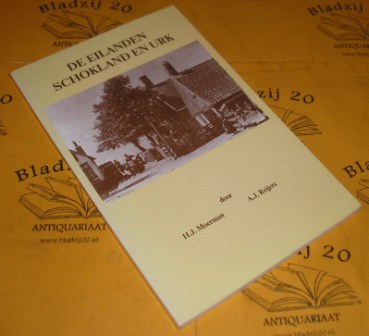 DE EILANDEN
SCHOKLAND EN URK
door
H.J. Moerman
A.J. Reijers
Bladzij 20
ANTIQUARIAAT
Bladzij 20
ANTIQUARIAAT
www.bladzij20.nl
Bladzij 20
ANTIQUARIAAT
Bladzij 20